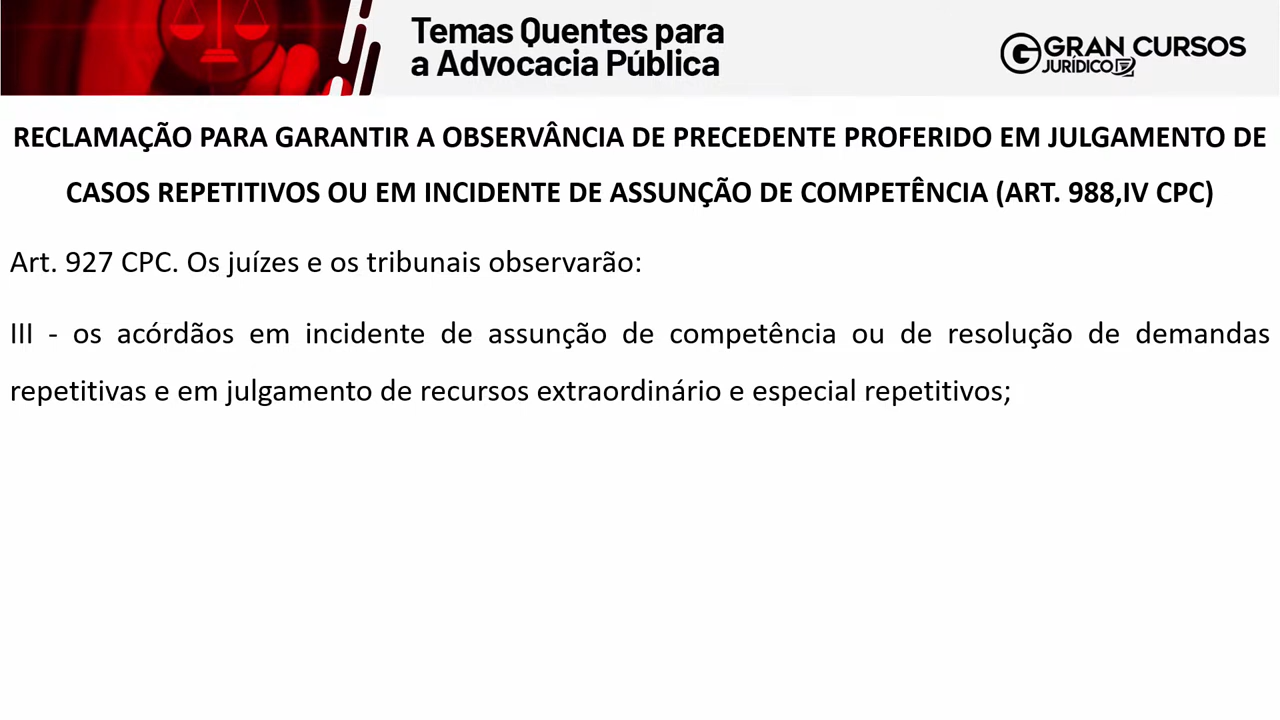 Temas Quentes para
a Advocacia Pública
GRAN CURSOS
JURÍDICO
RECLAMAÇÃO PARA GARANTIR A OBSERVÂNCIA DE PRECEDENTE PROFERIDO EM JULGAMENTO DE
CASOS REPETITIVOS OU EM INCIDENTE DE ASSUNÇÃO DE COMPETÊNCIA (ART. 988,IV CPC)
Art. 927 CPC. Os juízes e os tribunais observarão:
III - os acórdãos em incidente de assunção de competência ou de resolução de demandas
repetitivas e em julgamento de recursos extraordinário e especial repetitivos;